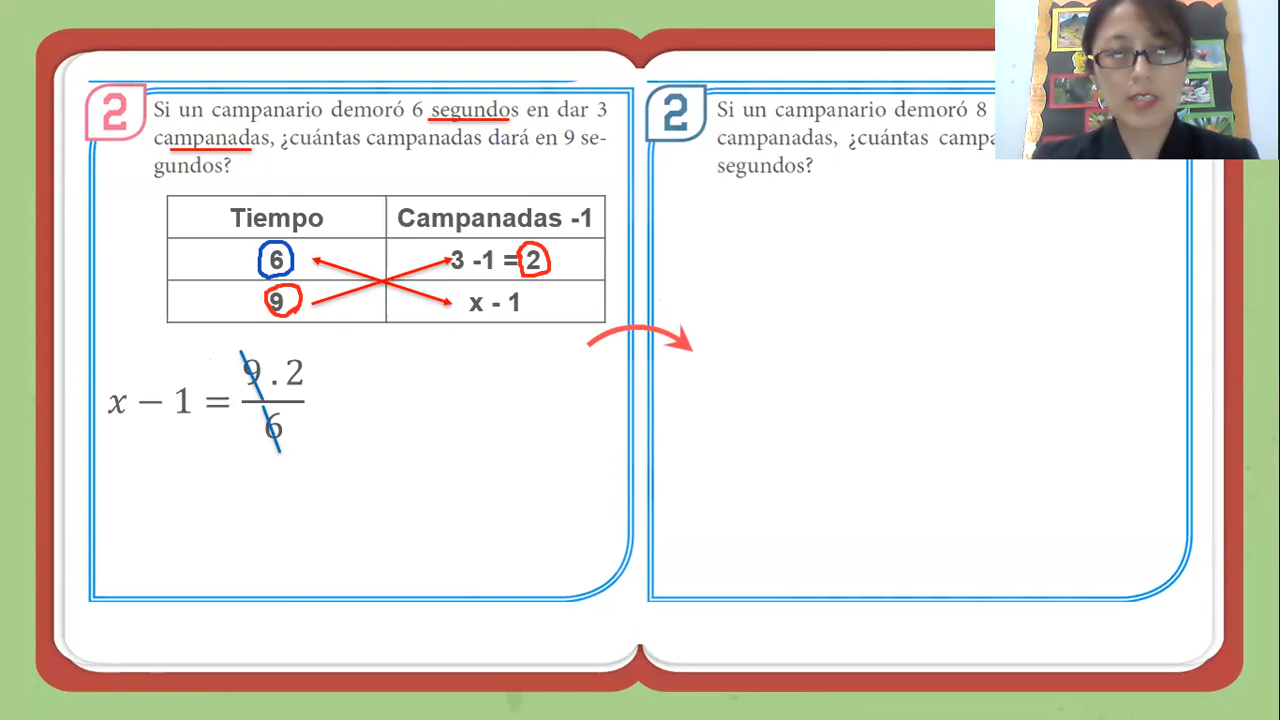 2
Si un campanario demoró 6 segundos en dar 3
campanadas, ¿cuántas campanadas dará en 9 se-
gundos?
Tiempo Campanadas -1
6 3 -1 = 2
9 x - 1
x − 1 = 9 . 2 / 6
2
Si un campanario demoró 8
campanadas, ¿cuántas
segundos?